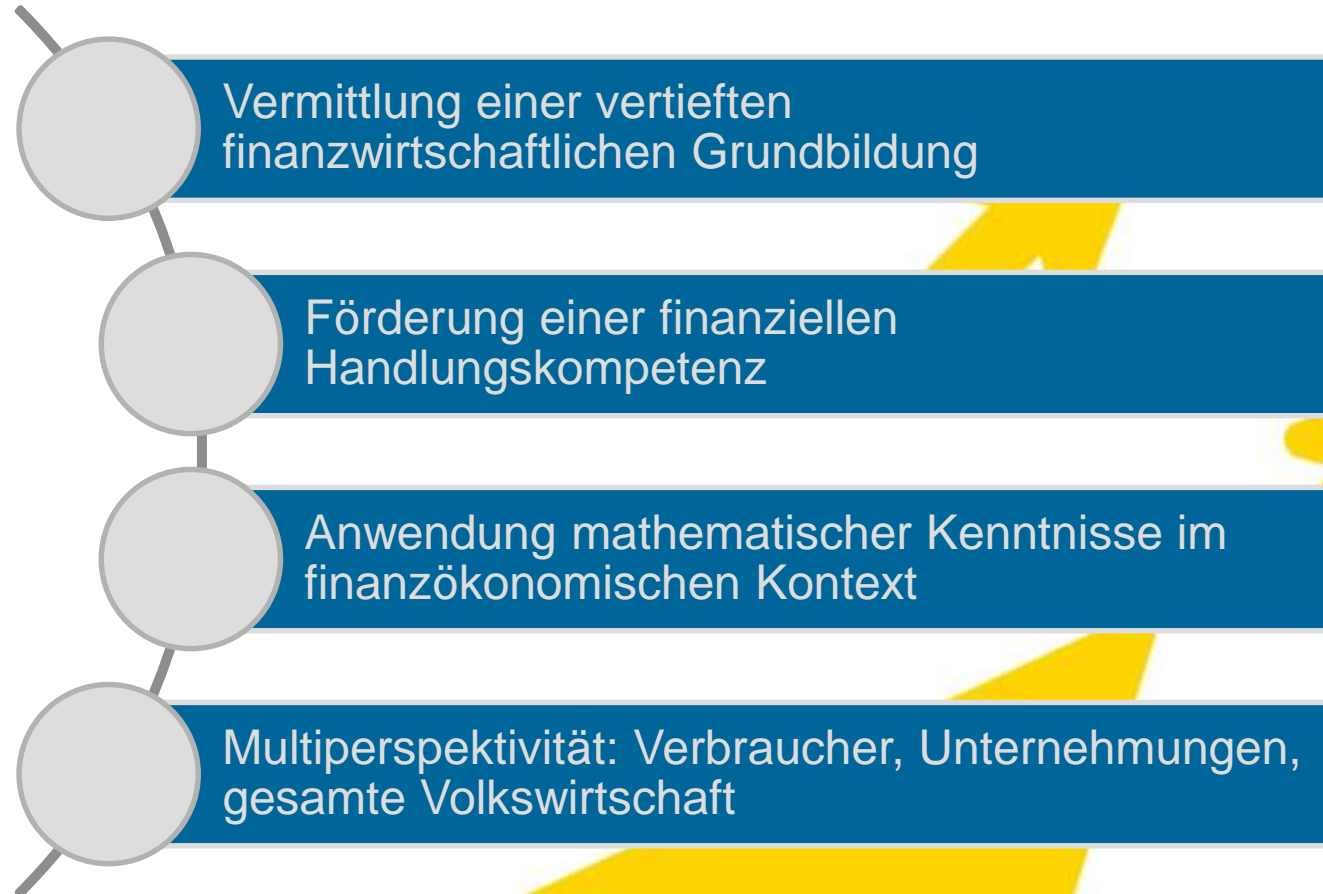 Vermittlung einer vertieften
finanzwirtschaftlichen Grundbildung
Förderung einer finanziellen
Handlungskompetenz
Anwendung mathematischer Kenntnisse im
finanzökonomischen Kontext
Multiperspektivität: Verbraucher, Unternehmungen,
gesamte Volkswirtschaft